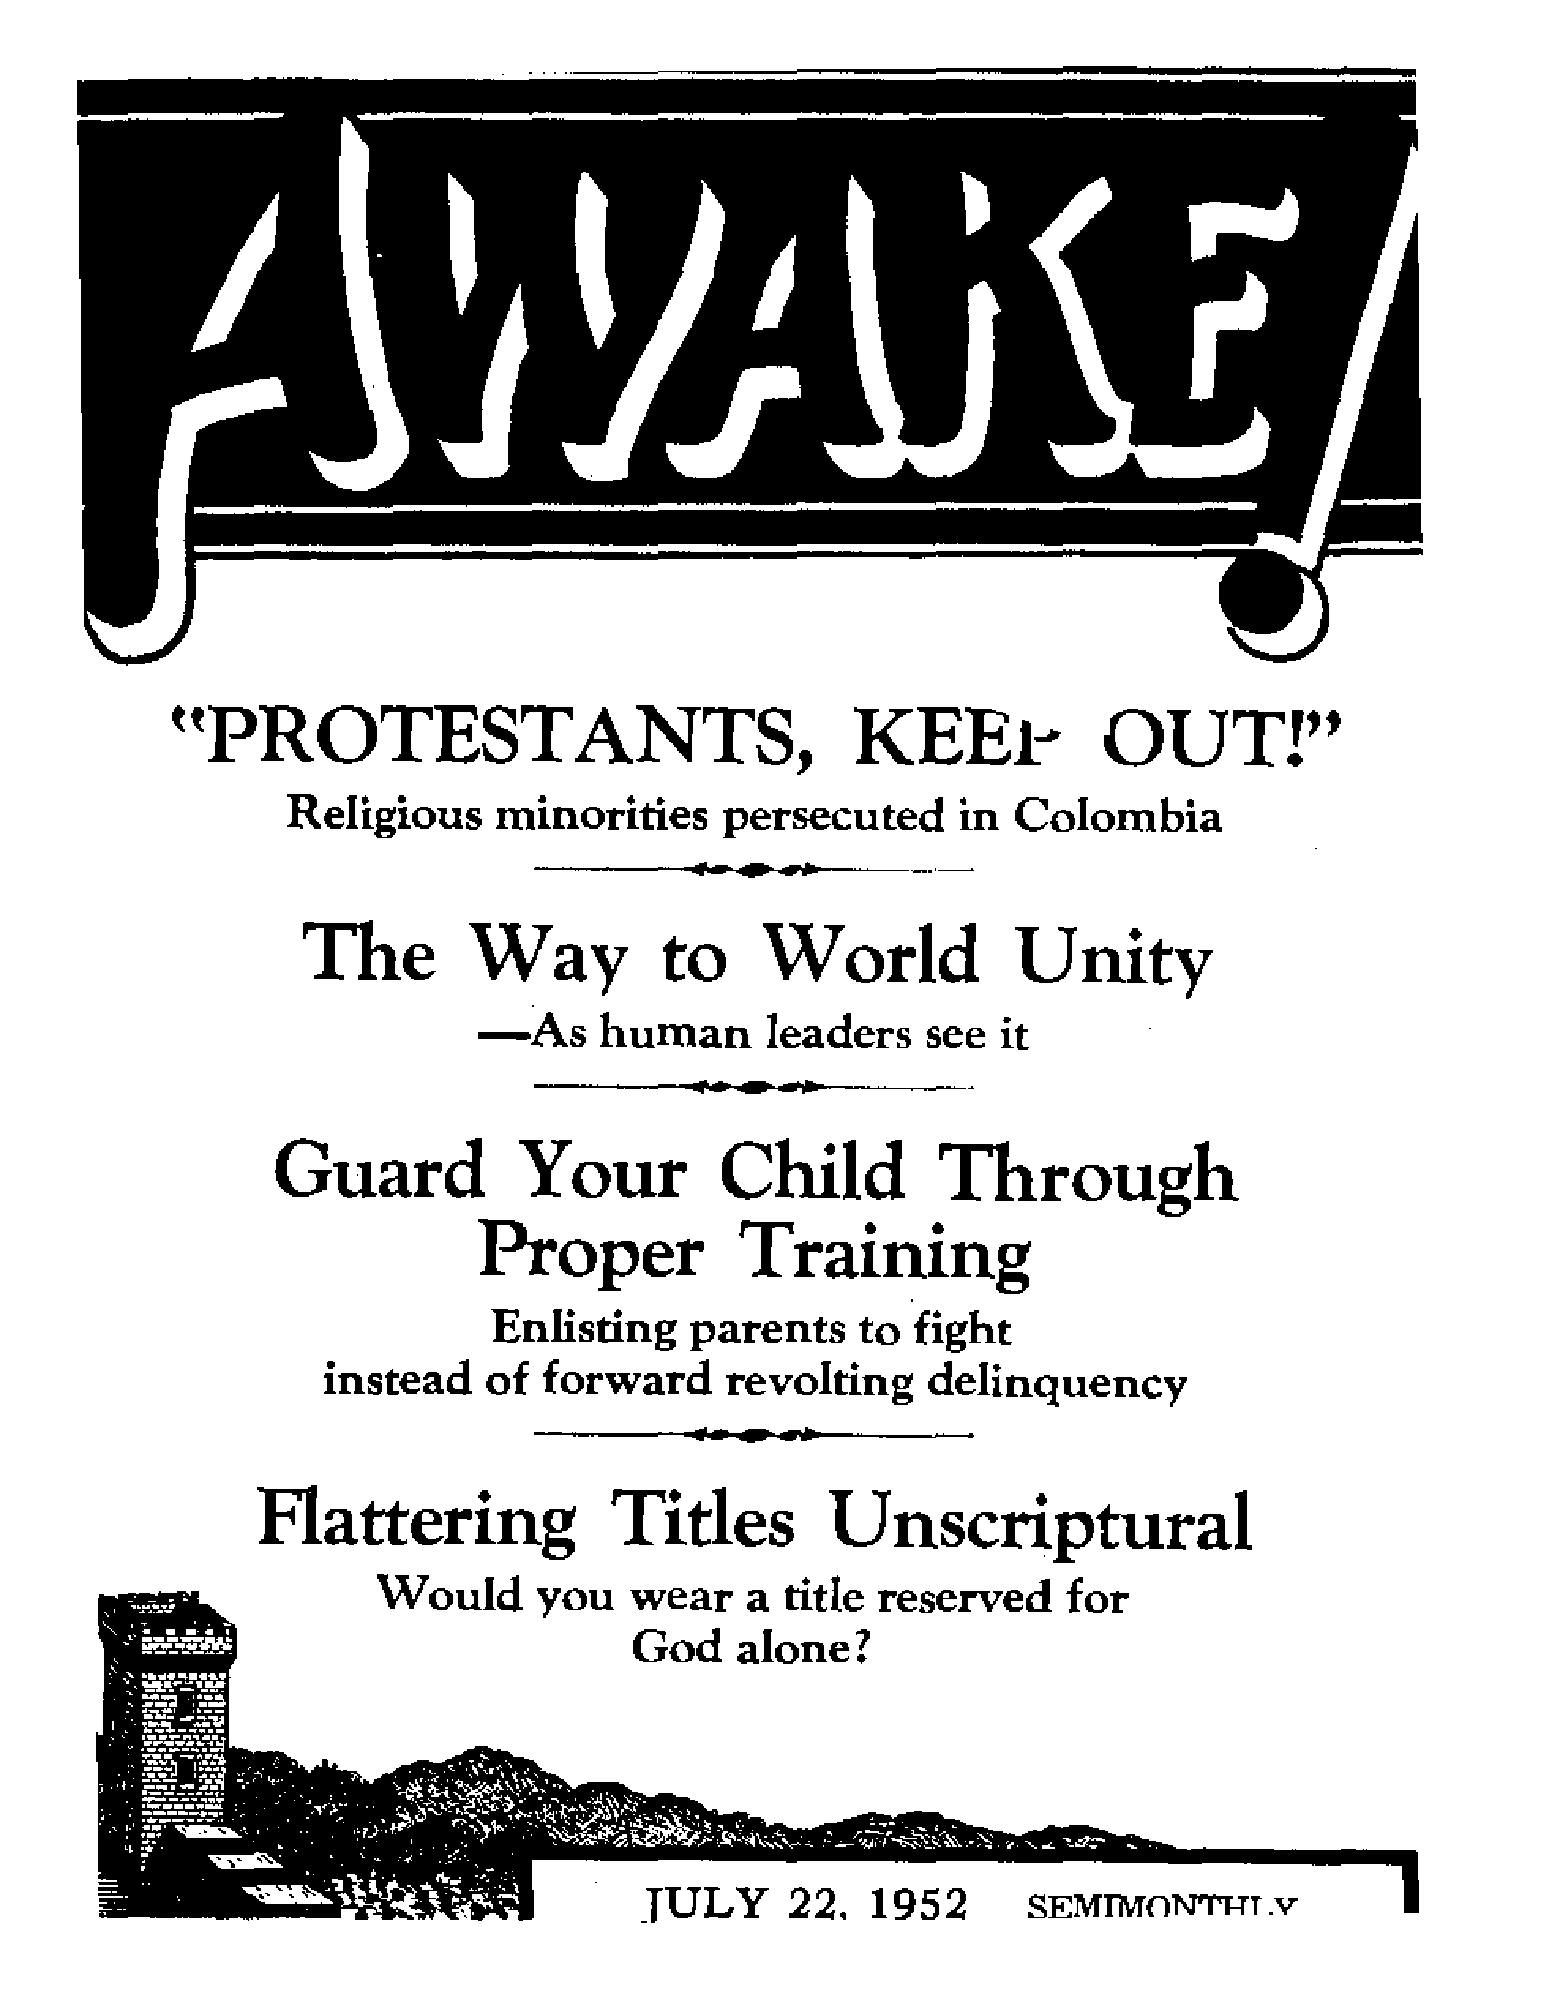 AWAKE!
"PROTESTANTS, KEEP OUT!"
Religious minorities persecuted in Colombia
The Way to World Unity
—As human leaders see it
Guard Your Child Through
Proper Training
Enlisting parents to fight
instead of forward revolting delinquency
Flattering Titles Unscriptural
Would you wear a title reserved for
God alone?
JULY 22, 1952 SEMIMONTHLY